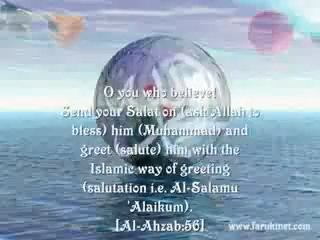 O you who believe!
Send your Salat on (ask Allah to
bless) him (Muhammad) and
greet (salute) him with the
Islamic way of greeting
(salutation i.e. Al-Salamu
'Alaikum).
[Al-Ahzab:56]
www.farukinet.com